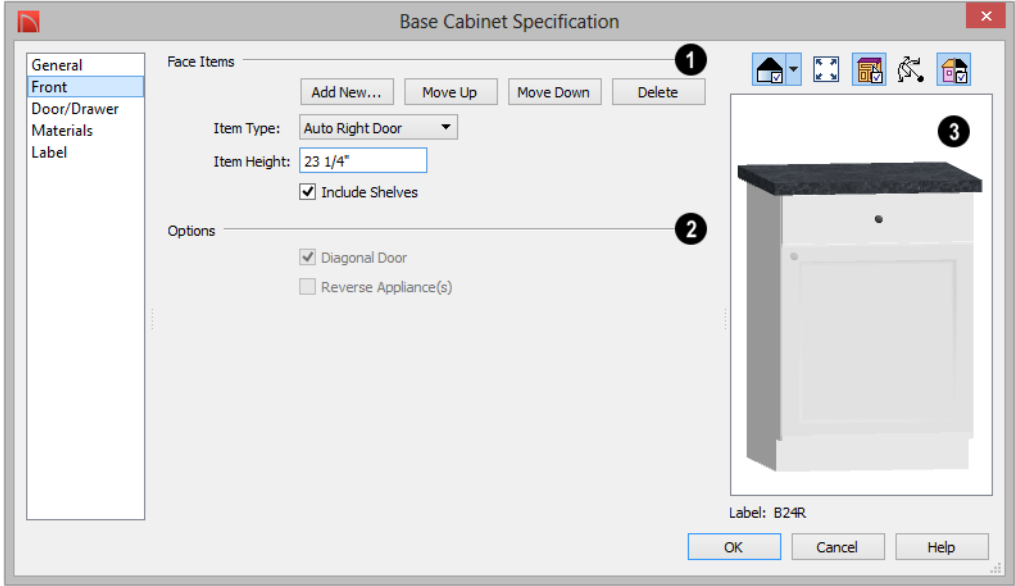 Base Cabinet Specification
General
Front
Door/Drawer
Materials
Label
Face Items
1
Add New... Move Up Move Down Delete
Item Type: Auto Right Door
Item Height: 23 1/4"
Include Shelves
Options
2
Diagonal Door
Reverse Appliance(s)
3
Label: B24R
OK Cancel Help